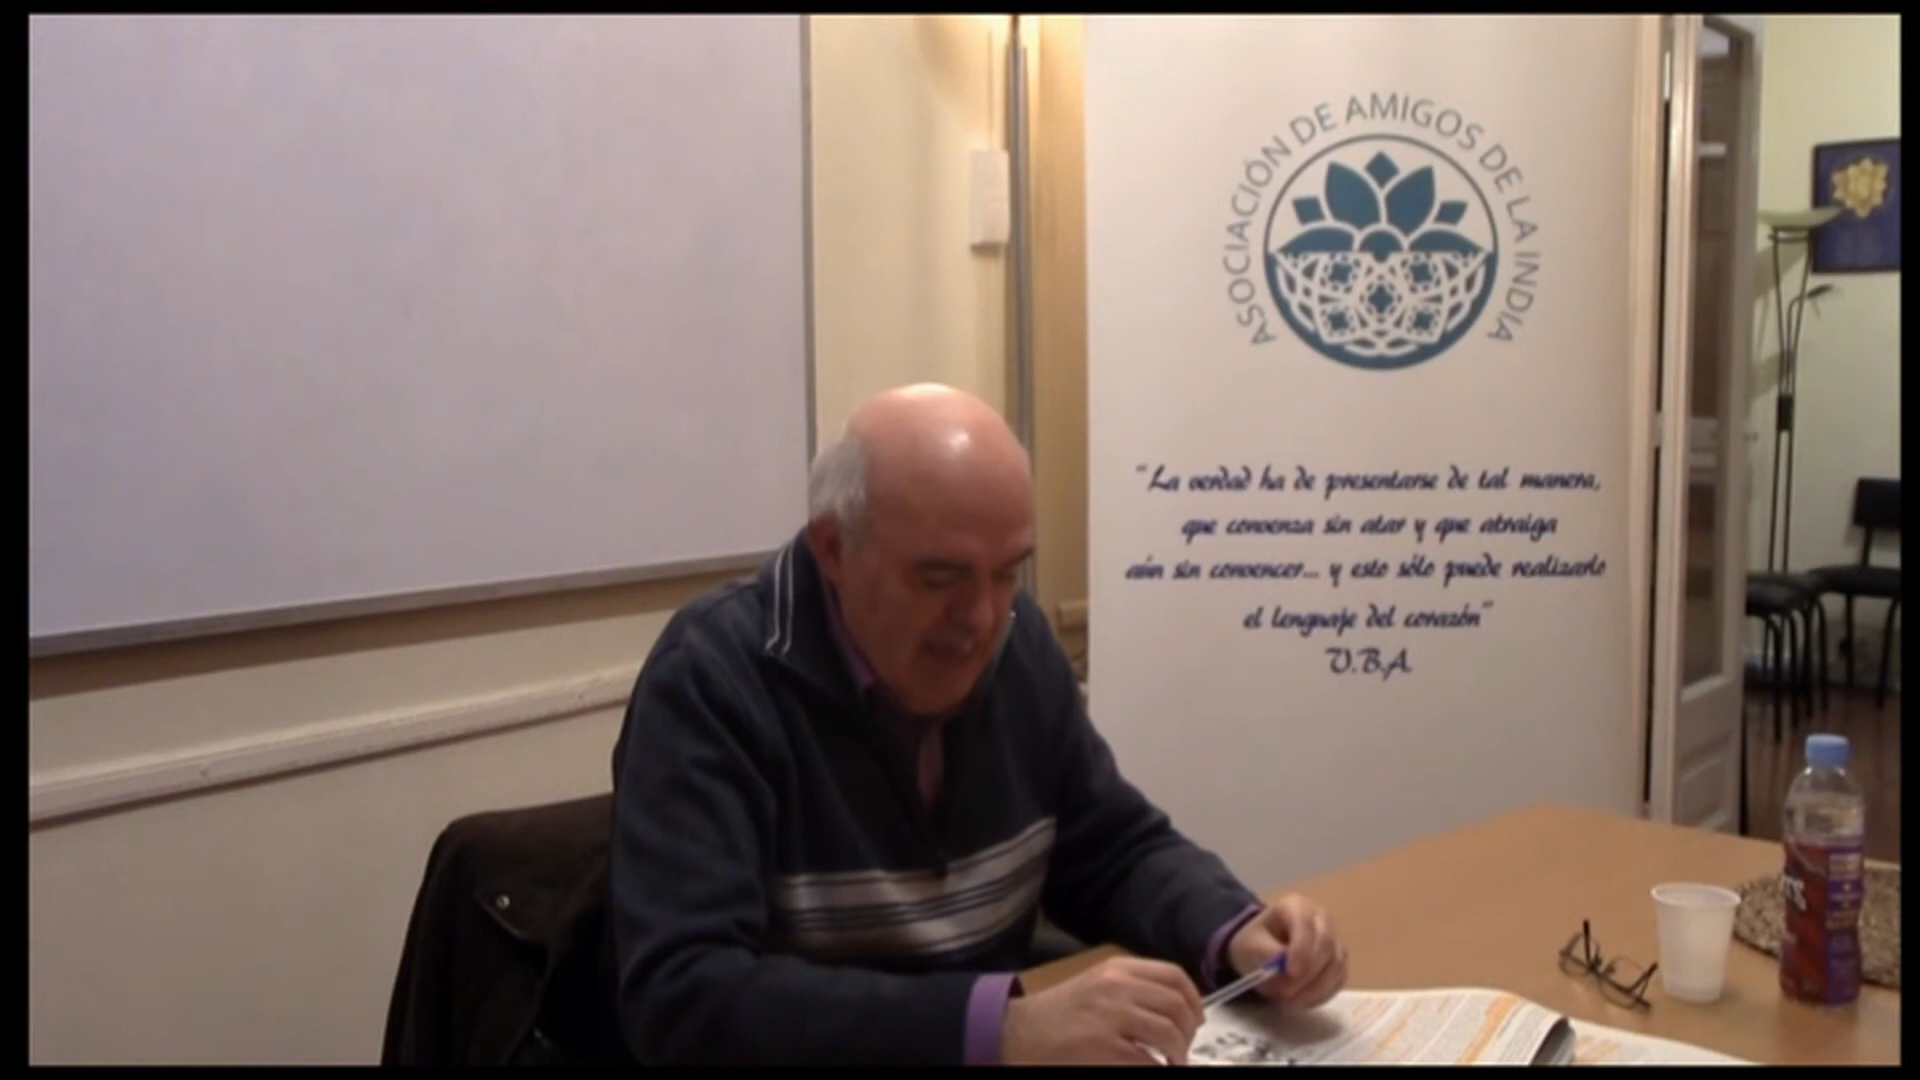 ASOCIACIÓN DE AMIGOS DE LA INDIA
"La verdad ha de presentarse de tal manera,
que convenza sin atar y que atraiga
aún sin convencer... y esto sólo puede realizarlo
el lenguaje del corazón"
V.B.A.